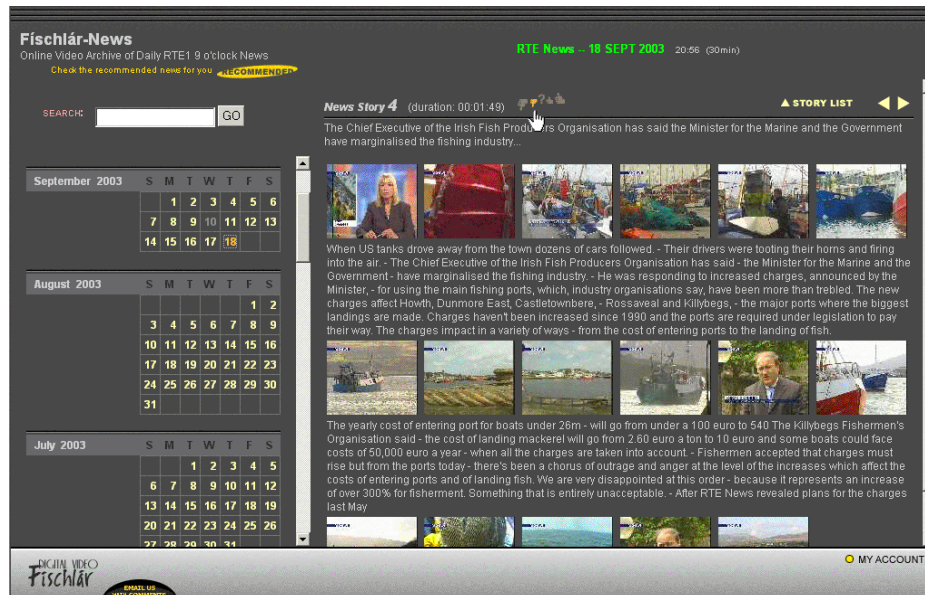 Físchlár-News
Online Video Archive of Daily RTE1 9 o'clock News
Check the recommended news for you RECOMMENDED
RTE News -- 18 SEPT 2003 20:56 (30min)
SEARCH: GO
News Story 4 (duration: 00:01:49)
STORY LIST
The Chief Executive of the Irish Fish Producers Organisation has said the Minister for the Marine and the Government
have marginalised the fishing industry...
September 2003 S M T W T F S
1 2 3 4 5 6
7 8 9 10 11 12 13
14 15 16 17 18
August 2003 S M T W T F S
1 2
3 4 5 6 7 8 9
10 11 12 13 14 15 16
17 18 19 20 21 22 23
24 25 26 27 28 29 30
31
July 2003 S M T W T F S
1 2 3 4 5
6 7 8 9 10 11 12
13 14 15 16 17 18 19
20 21 22 23 24 25 26
27 28 29 30 31
When US tanks drove away from the town dozens of cars followed. - Their drivers were tooting their horns and firing
into the air. - The Chief Executive of the Irish Fish Producers Organisation has said - the Minister for the Marine and the
Government - have marginalised the fishing industry. - He was responding to increased charges, announced by the
Minister, - for using the main fishing ports, which, industry organisations say, have been more than trebled. The new
charges affect Howth, Dunmore East, Castletownbere, - Rossaveal and Killybegs, - the major ports where the biggest
landings are made. Charges haven't been increased since 1990 and the ports are required under legislation to pay
their way. The charges impact in a variety of ways - from the cost of entering ports to the landing of fish.
The yearly cost of entering port for boats under 26m - will go from under a 100 euro to 540 The Killybegs Fishermen's
Organisation said - the cost of landing mackerel will go from 2.60 euro a ton to 10 euro and some boats could face
costs of 50,000 euro a year - when all the charges are taken into account. - Fishermen accepted that charges must
rise but from the ports today - there's been a chorus of outrage and anger at the level of the increases which affect the
costs of entering ports and of landing fish. We are very disappointed at this order - because it represents an increase
of over 300% for fisherment. Something that is entirely unacceptable. - After RTE News revealed plans for the charges
last May
DIGITAL VIDEO
Físchlár
EMAIL US
MY ACCOUNT